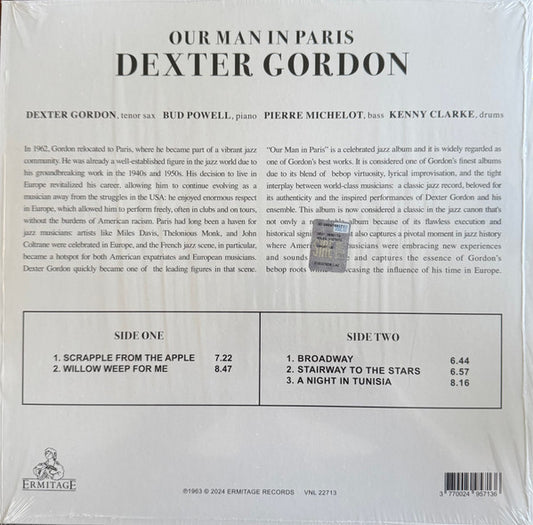 OUR MAN IN PARIS
DEXTER GORDON
DEXTER GORDON, tenor sax BUD POWELL, piano PIERRE MICHELOT, bass KENNY CLARKE, drums
In 1962, Gordon relocated to Paris, where he became part of a vibrant jazz
community. He was already a well-established figure in the jazz world due to
his groundbreaking work in the 1940s and 1950s. His decision to live in
Europe revitalized his career, allowing him to continue evolving as a
musician away from the struggles in the USA: he enjoyed enormous respect
in Europe, which allowed him to perform freely, often in clubs and on tours,
without the burdens of American racism. Paris had long been a haven for
jazz musicians: artists like Miles Davis, Thelonious Monk, and John
Coltrane were celebrated in Europe, and the French jazz scene, in particular,
became a hotspot for both American expatriates and European musicians.
Dexter Gordon quickly became one of the leading figures in that scene.
“Our Man in Paris” is a celebrated jazz album and it is widely regarded as
one of Gordon's best works. It is considered one of Gordon's finest albums
due to its blend of bebop virtuosity, lyrical improvisation, and the tight
interplay between world-class musicians: a classic jazz record, beloved for
its authenticity and the inspired performances of Dexter Gordon and his
ensemble. This album is now considered a classic in the jazz canon that's
not only a album because of its flawless execution and
historical also captures a pivotal moment in jazz history
where musicians were embracing new experiences
and sounds and captures the essence of Gordon's
bebop roots the influence of his time in Europe.
SIDE ONE
1. SCRAPPLE FROM THE APPLE 7.22
2. WILLOW WEEP FOR ME 8.47
SIDE TWO
1. BROADWAY 6.44
2. STAIRWAY TO THE STARS 6.57
3. A NIGHT IN TUNISIA 8.16
ERMITAGE
℗1963 © 2024 ERMITAGE RECORDS VNL 22713
3 770024 957136